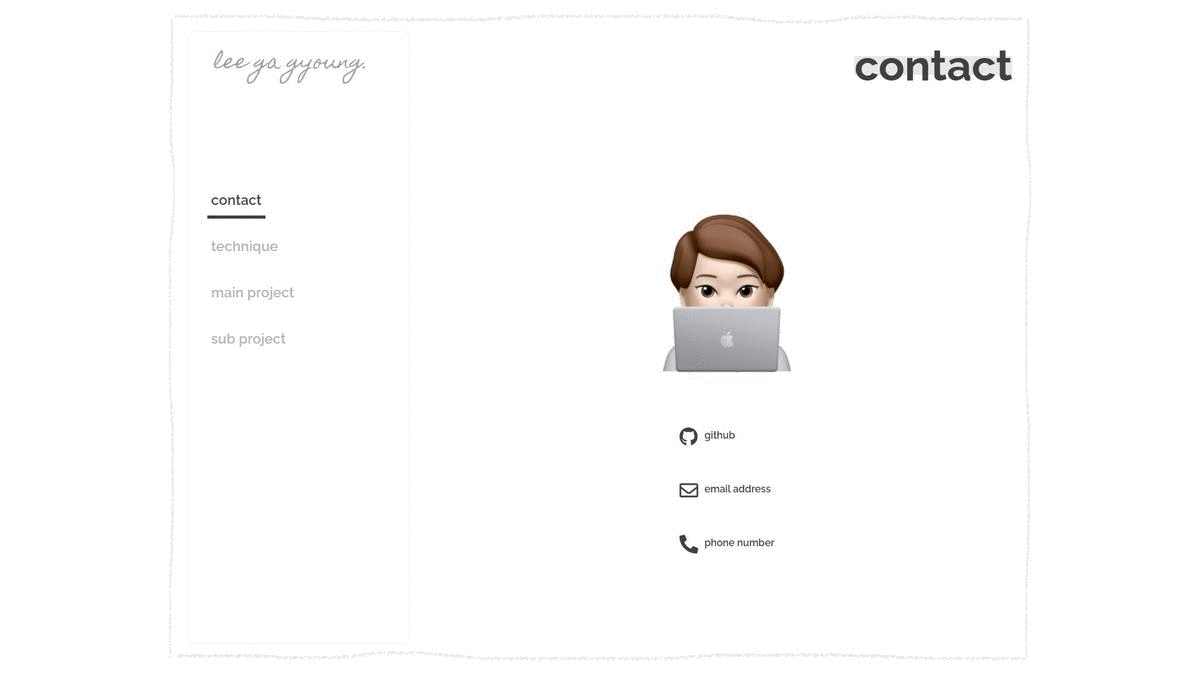 lee ga gyoung.
contact
technique
main project
sub project
contact
github
email address
phone number